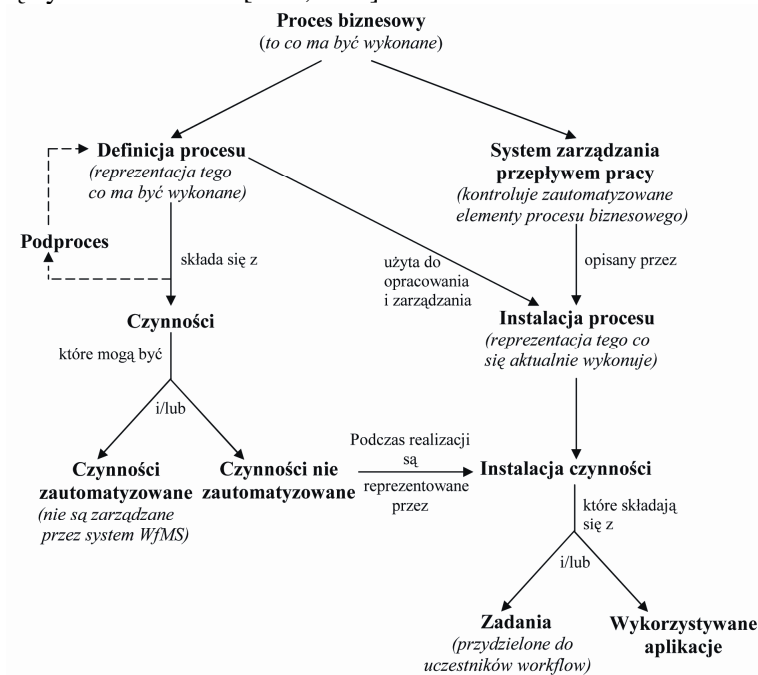 Proces biznesowy
(to co ma być wykonane)
Definicja procesu
(reprezentacja tego
co ma być wykonane)
System zarządzania
przepływem pracy
(kontroluje zautomatyzowane
elementy procesu biznesowego)
Podproces
składa się z
użyta do
opracowania
i zarządzania
opisany przez
Czynności
Instalacja procesu
(reprezentacja tego co
się aktualnie wykonuje)
które mogą być
i/lub
Czynności
zautomatyzowane
(nie są zarządzane
przez system WfMS)
Czynności nie
zautomatyzowane
Podczas realizacji
są
reprezentowane
przez
Instalacja czynności
które składają
się z
i/lub
Zadania
(przydzielone do
uczestników workflow)
Wykorzystywane
aplikacje